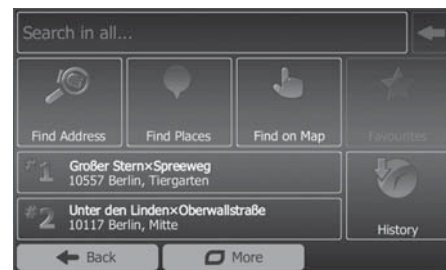 Search in all...
Find Address
Find Places
Find on Map
Favourites
#1 Großer Stern×Spreeweg
10557 Berlin, Tiergarten
#2 Unter den Linden×Oberwallstraße
10117 Berlin, Mitte
History
Back
More